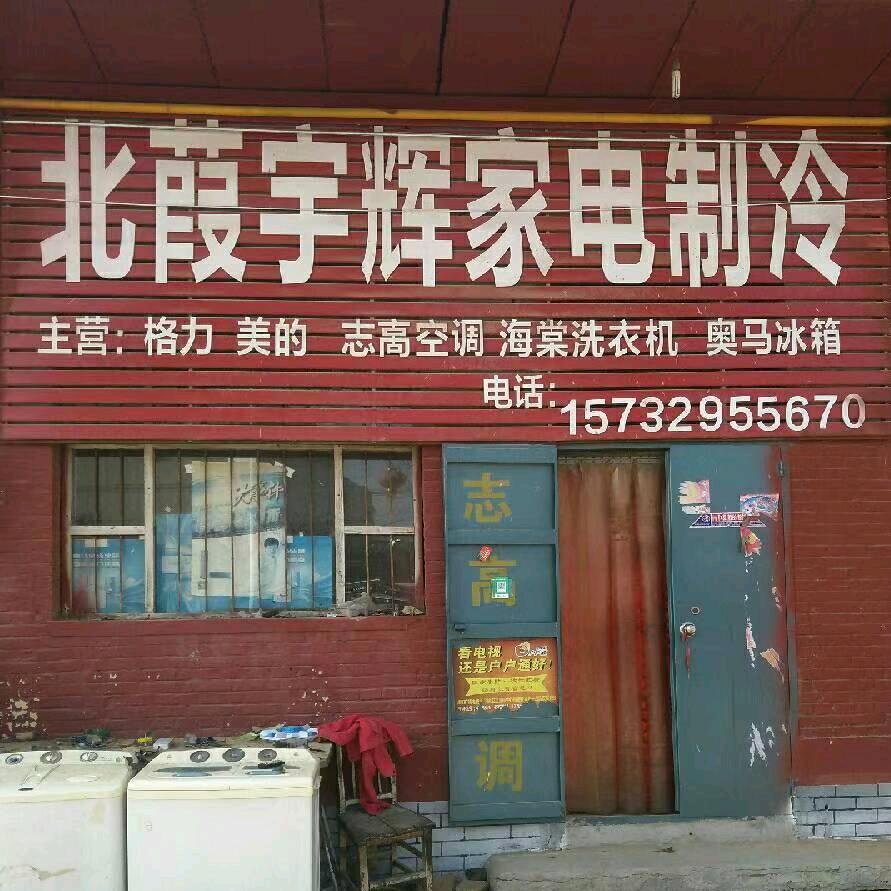 北葭宇辉家电制冷
主营：格力 美的 志高空调 海棠洗衣机 奥马冰箱
电话：15732955670
志
高
调
看电视
还是户户通好！